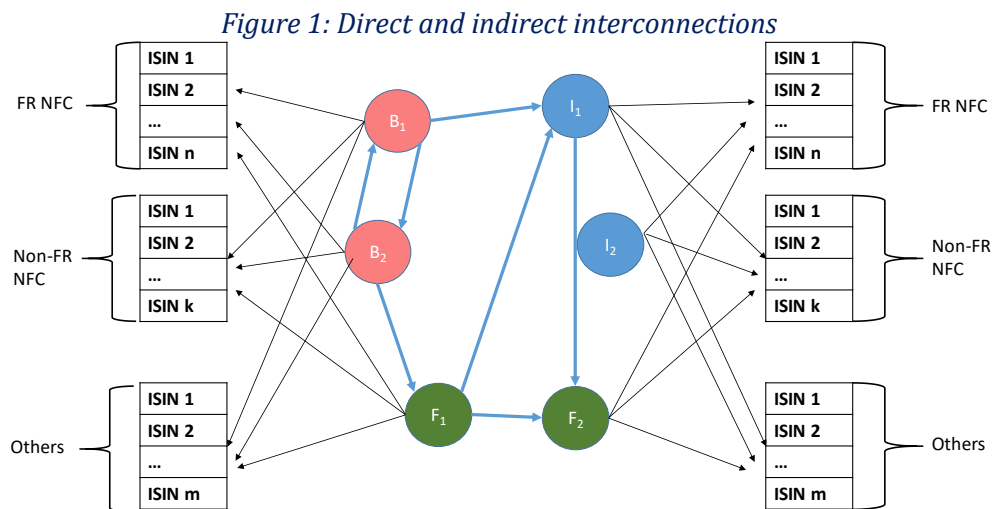 Figure 1: Direct and indirect interconnections
FR NFC
ISIN 1
ISIN 2
...
ISIN n
Non-FR
NFC
ISIN 1
ISIN 2
...
ISIN k
Others
ISIN 1
ISIN 2
...
ISIN m
B1
B2
F1
I1
I2
F2
ISIN 1
ISIN 2
...
ISIN n
FR NFC
ISIN 1
ISIN 2
...
ISIN k
Non-FR
NFC
ISIN 1
ISIN 2
...
ISIN m
Others